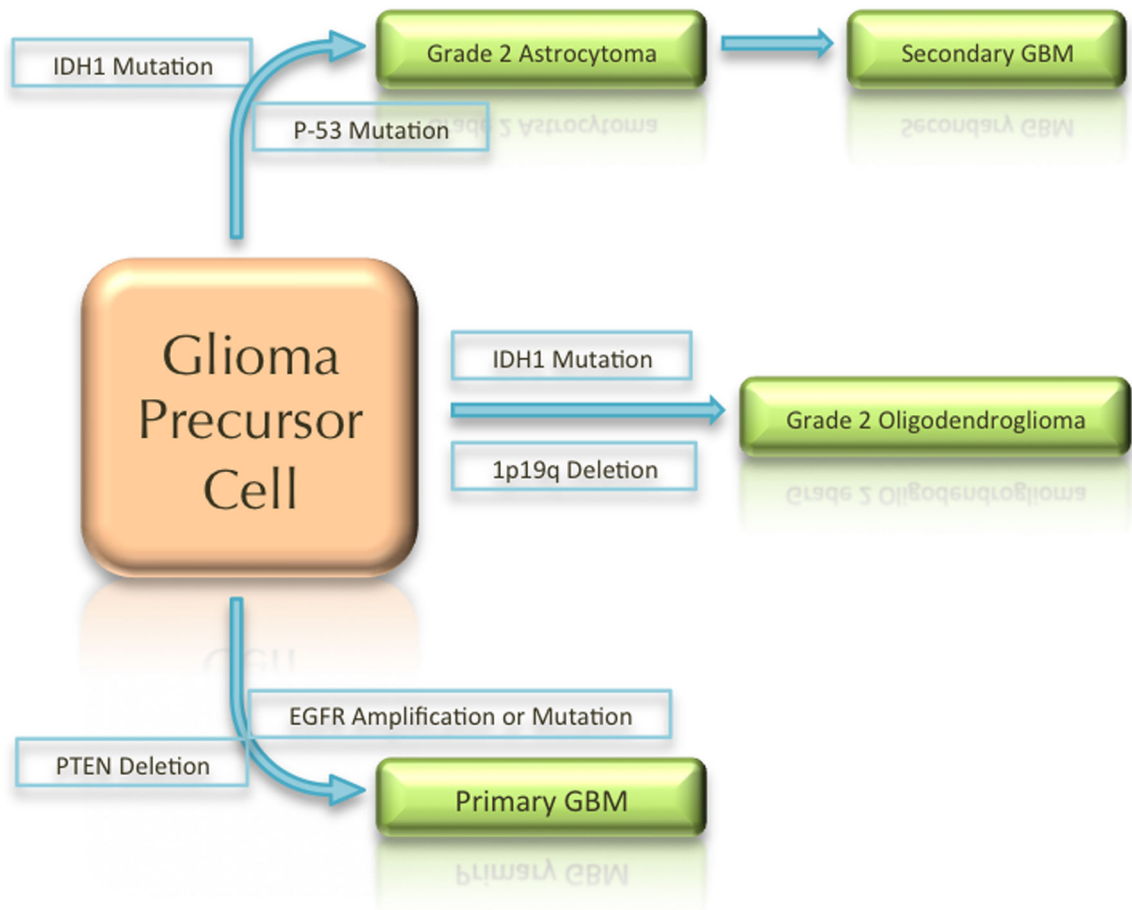 IDH1 Mutation
P-53 Mutation
Grade 2 Astrocytoma
Secondary GBM
Glioma
Precursor
Cell
IDH1 Mutation
1p19q Deletion
Grade 2 Oligodendroglioma
EGFR Amplification or Mutation
PTEN Deletion
Primary GBM